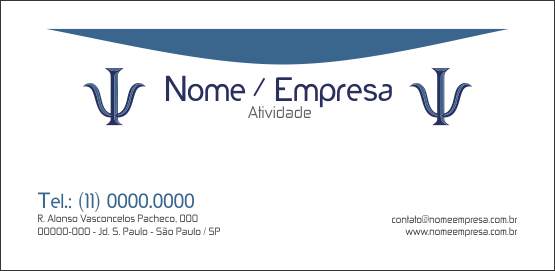 Nome / Empresa
Atividade
Tel.: (11) 0000.0000
R. Alonso Vasconcelos Pacheco, 000
00000-000 - Jd. S. Paulo - São Paulo / SP
contato@nomeempresa.com.br
www.nomeempresa.com.br